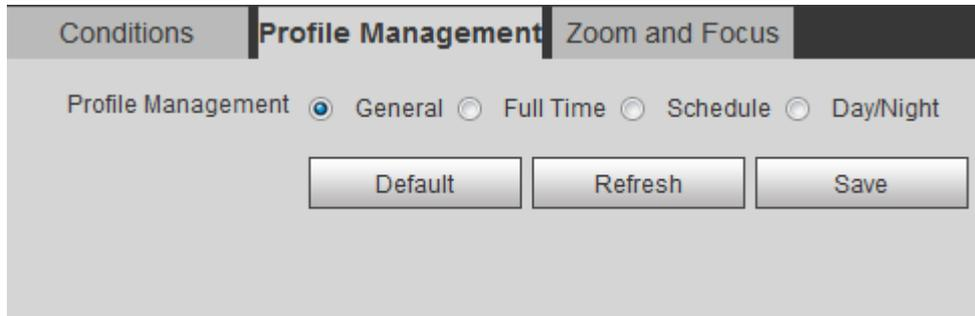 Conditions Profile Management Zoom and Focus
Profile Management General Full Time Schedule Day/Night
Default Refresh Save